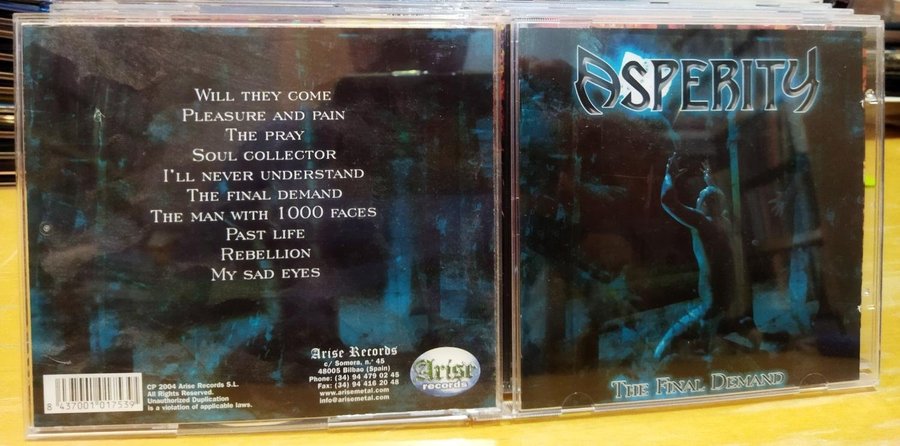 WILL THEY COME
PLEASURE AND PAIN
THE PRAY
SOUL COLLECTOR
I'LL NEVER UNDERSTAND
THE FINAL DEMAND
THE MAN WITH 1000 FACES
PAST LIFE
REBELLION
MY SAD EYES
8 437001 017539
CP 2004 Arise Records S.L.
All Rights Reserved.
Unauthorized Duplication
is a violation of applicable laws.
Arise Records
c/ Somera, n.º 45
48005 Bilbao (Spain)
Phone: (34) 94 479 02 45
Fax: (34) 94 416 20 48
www.arisemetal.com
info@arisemetal.com
Arise
records
ASPERITY
THE FINAL DEMAND